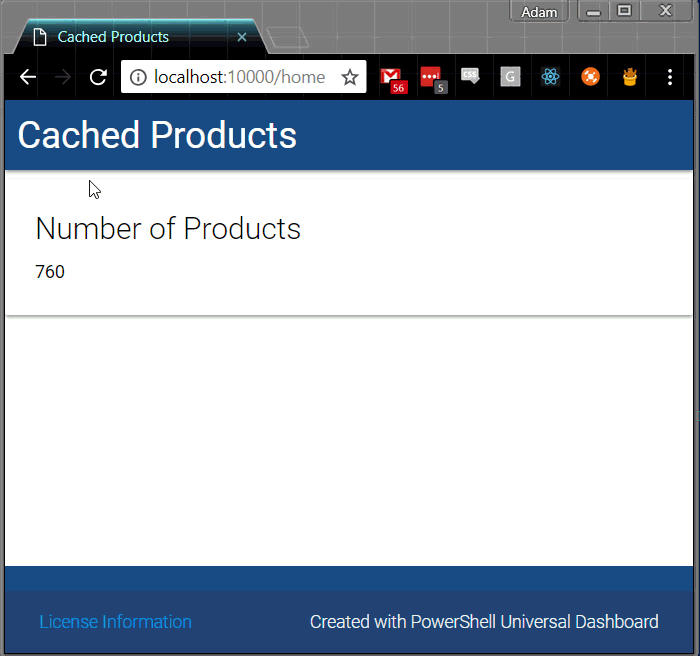 Adam
Cached Products
localhost:10000/home
56
5
CSS
G
Cached Products
Number of Products
760
License Information
Created with PowerShell Universal Dashboard